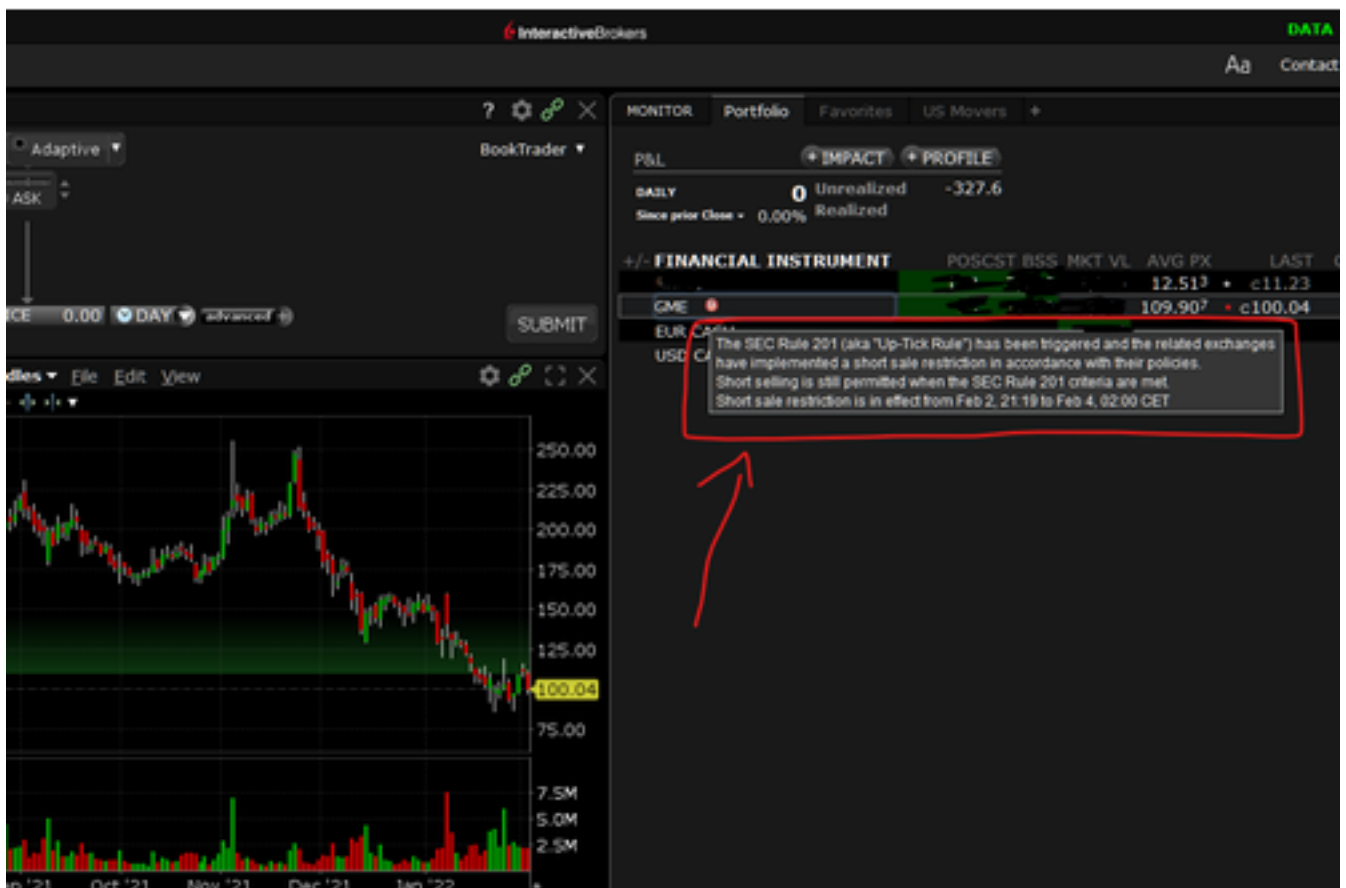 InteractiveBrokers
DATA
Aa Contact
?
BookTrader
Adaptive
ASK
ICE 0.00 DAY advanced
SUBMIT
dles File Edit View
250.00
225.00
200.00
175.00
150.00
125.00
100.04
75.00
7.5M
5.0M
2.5M
Oct '21 Nov '21 Dec '21 Jan '22
MONITOR Portfolio Favorites US Movers +
P&L + IMPACT + PROFILE
DAILY 0 Unrealized -327.6
Since prior Close 0.00% Realized
+/- FINANCIAL INSTRUMENT POSCST BSS MKT VL AVG PX LAST
12.513 • c11.23
GME 109.907 • c100.04
EUR CASH
USD CA
The SEC Rule 201 (aka "Up-Tick Rule") has been triggered and the related exchanges
have implemented a short sale restriction in accordance with their policies.
Short selling is still permitted when the SEC Rule 201 criteria are met.
Short sale restriction is in effect from Feb 2, 21:19 to Feb 4, 02:00 CET